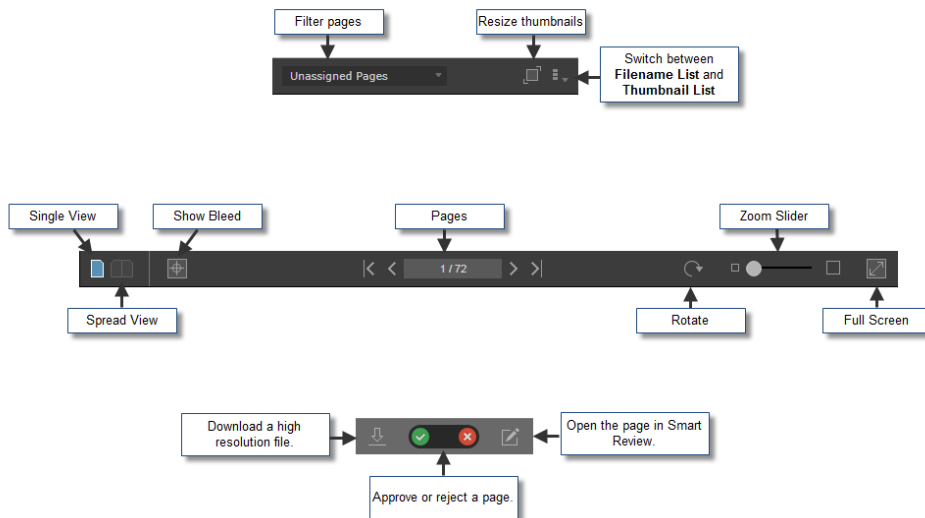 Filter pages
Resize thumbnails
Switch between
Filename List and
Thumbnail List
Unassigned Pages
Single View
Show Bleed
Pages
Zoom Slider
1 / 72
Spread View
Rotate
Full Screen
Download a high
resolution file.
Open the page in Smart
Review.
Approve or reject a page.